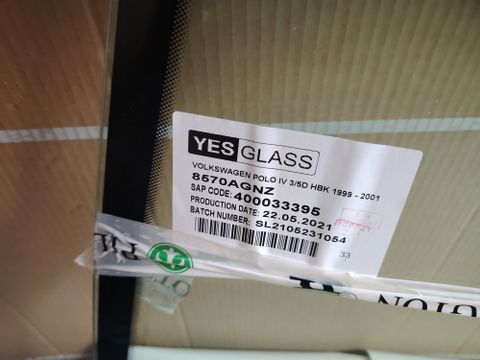 YES GLASS
VOLKSWAGEN POLO IV 3/5D HBK 1999 - 2001
8570AGNZ
SAP CODE: 400033395
PRODUCTION DATE: 22.05.2021
BATCH NUMBER: SL2105231054
33